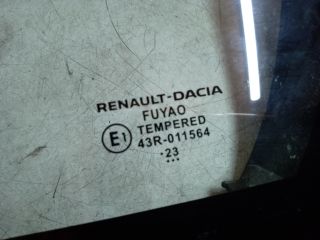 RENAULT-DACIA
FUYAO
TEMPERED
E1 43R-011564
.23
...